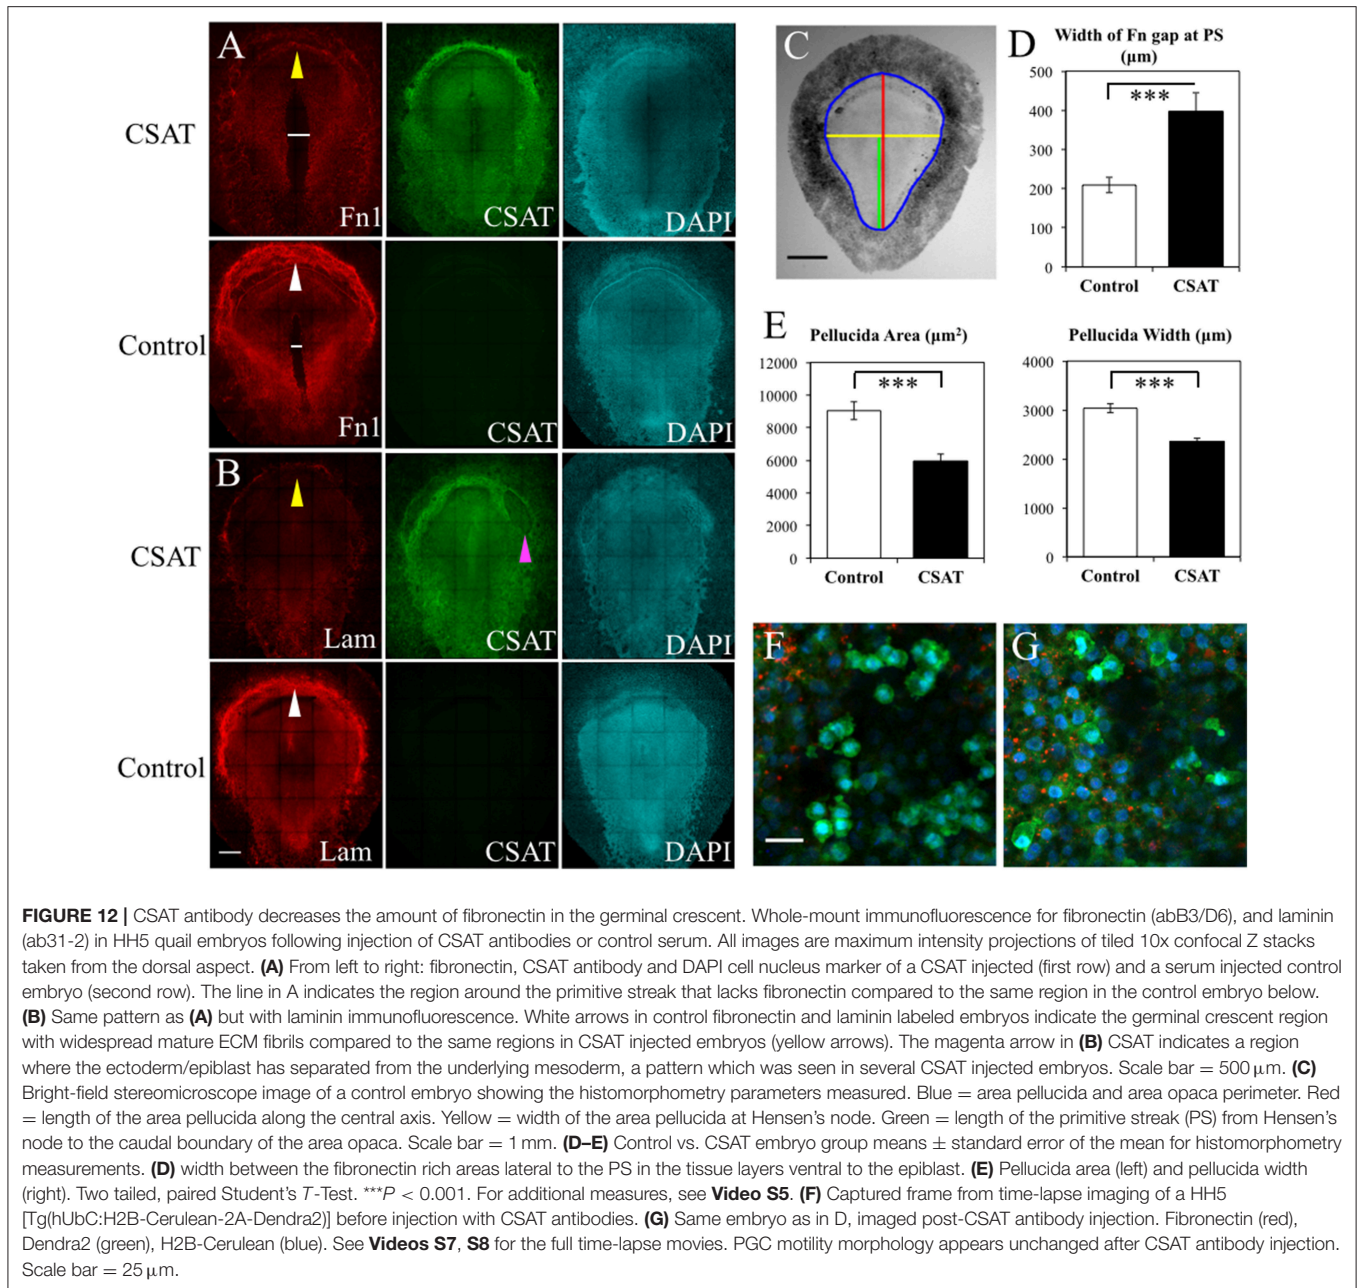 A
CSAT
Fn1
CSAT
DAPI
Control
Fn1
CSAT
DAPI
B
CSAT
Lam
CSAT
DAPI
Control
Lam
CSAT
DAPI
C
D
Width of Fn gap at PS
(µm)
500
400
300
200
100
0
***
Control
CSAT
E
Pellucida Area (µm²)
12000
10000
8000
6000
4000
2000
0
***
Control
CSAT
Pellucida Width (µm)
4000
3000
2000
1000
0
***
Control
CSAT
F
G
FIGURE 12 | CSAT antibody decreases the amount of fibronectin in the germinal crescent. Whole-mount immunofluorescence for fibronectin (abB3/D6), and laminin
(ab31-2) in HH5 quail embryos following injection of CSAT antibodies or control serum. All images are maximum intensity projections of tiled 10x confocal Z stacks
taken from the dorsal aspect. (A) From left to right: fibronectin, CSAT antibody and DAPI cell nucleus marker of a CSAT injected (first row) and a serum injected control
embryo (second row). The line in A indicates the region around the primitive streak that lacks fibronectin compared to the same region in the control embryo below.
(B) Same pattern as (A) but with laminin immunofluorescence. White arrows in control fibronectin and laminin labeled embryos indicate the germinal crescent region
with widespread mature ECM fibrils compared to the same regions in CSAT injected embryos (yellow arrows). The magenta arrow in (B) CSAT indicates a region
where the ectoderm/epiblast has separated from the underlying mesoderm, a pattern which was seen in several CSAT injected embryos. Scale bar = 500 µm. (C)
Bright-field stereomicroscope image of a control embryo showing the histomorphometry parameters measured. Blue = area pellucida and area opaca perimeter. Red
= length of the area pellucida along the central axis. Yellow = width of the area pellucida at Hensen's node. Green = length of the primitive streak (PS) from Hensen's
node to the caudal boundary of the area opaca. Scale bar = 1 mm. (D–E) Control vs. CSAT embryo group means ± standard error of the mean for histomorphometry
measurements. (D) width between the fibronectin rich areas lateral to the PS in the tissue layers ventral to the epiblast. (E) Pellucida area (left) and pellucida width
(right). Two tailed, paired Student's T-Test. ***P < 0.001. For additional measures, see Video S5. (F) Captured frame from time-lapse imaging of a HH5
[Tg(hUbC:H2B-Cerulean-2A-Dendra2)] before injection with CSAT antibodies. (G) Same embryo as in D, imaged post-CSAT antibody injection. Fibronectin (red),
Dendra2 (green), H2B-Cerulean (blue). See Videos S7, S8 for the full time-lapse movies. PGC motility morphology appears unchanged after CSAT antibody injection.
Scale bar = 25 µm.